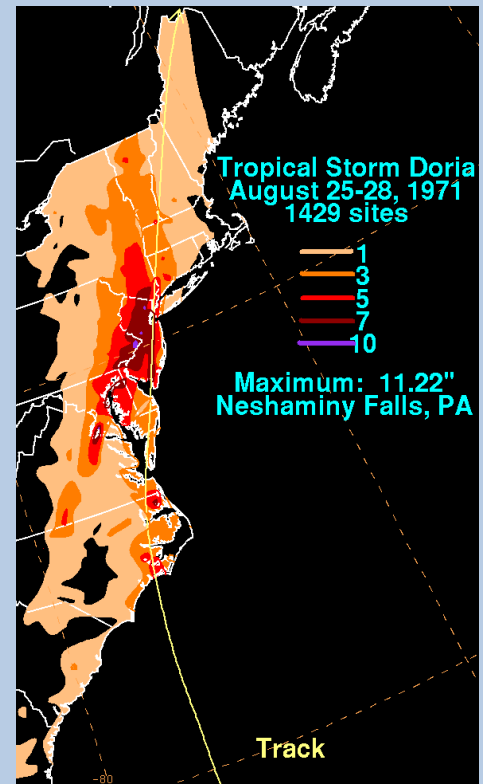 Tropical Storm Doria
August 25-28, 1971
1429 sites
1
3
5
7
10
Maximum: 11.22"
Neshaminy Falls, PA
Track
-80